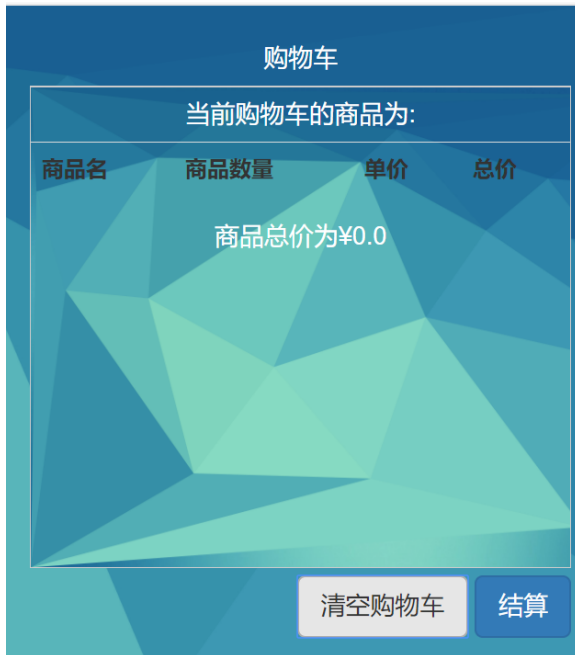 购物车
当前购物车的商品为:
商品名 商品数量 单价 总价
商品总价为¥0.0
清空购物车 结算